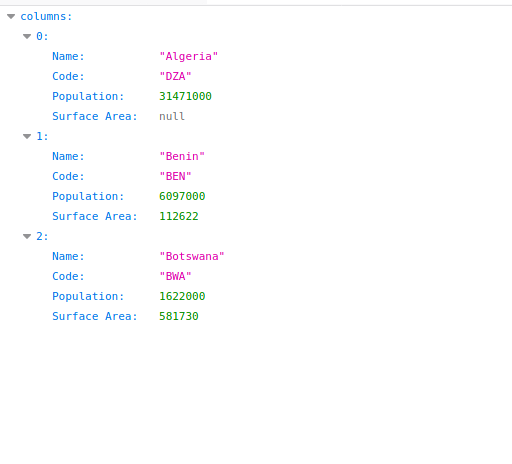 columns:
0:
Name: "Algeria"
Code: "DZA"
Population: 31471000
Surface Area: null
1:
Name: "Benin"
Code: "BEN"
Population: 6097000
Surface Area: 112622
2:
Name: "Botswana"
Code: "BWA"
Population: 1622000
Surface Area: 581730